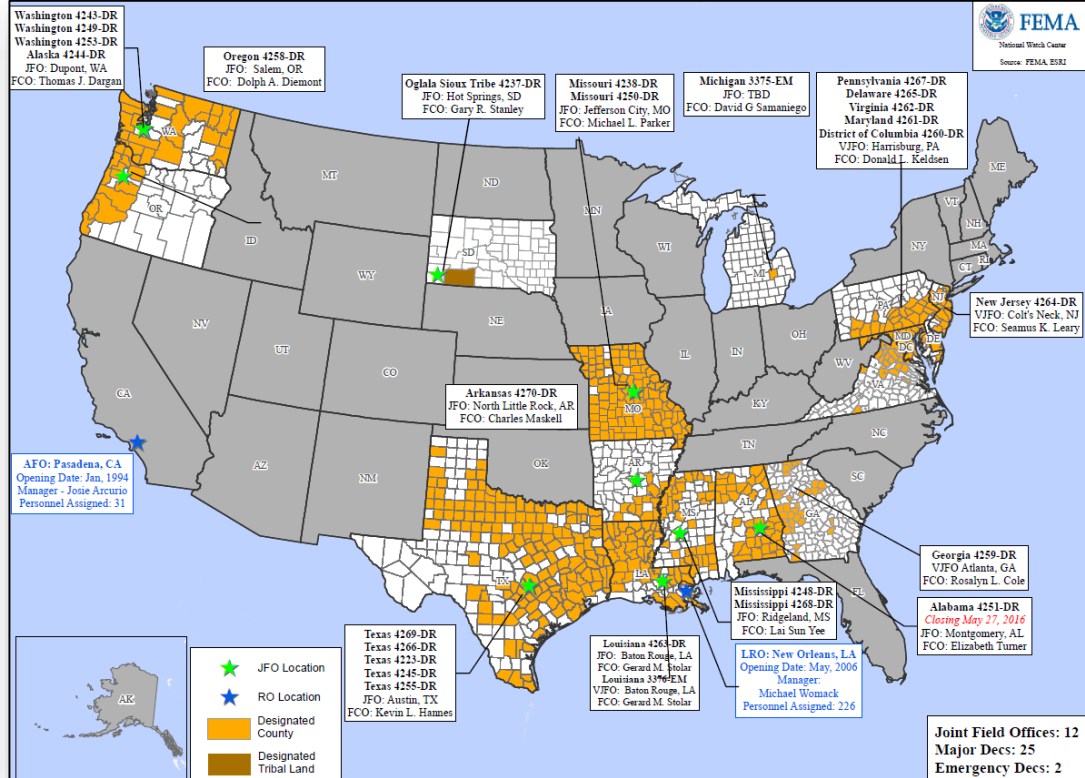 Washington 4243-DR
Washington 4249-DR
Washington 4253-DR
Alaska 4244-DR
JFO: Dupont, WA
FCO: Thomas J. Dargan
Oregon 4258-DR
JFO: Salem, OR
FCO: Dolph A. Diemont
Oglala Sioux Tribe 4237-DR
JFO: Hot Springs, SD
FCO: Gary R. Stanley
Missouri 4238-DR
Missouri 4250-DR
JFO: Jefferson City, MO
FCO: Michael L. Parker
Michigan 3375-EM
JFO: TBD
FCO: David G Samaniego
Pennsylvania 4267-DR
Delaware 4265-DR
Virginia 4262-DR
Maryland 4261-DR
District of Columbia 4260-DR
VJFO: Harrisburg, PA
FCO: Donald L. Keldsen
FEMA
National Watch Center
Source: FEMA, ESRI
WA
MT
ND
MN
ME
VT
NH
OR
ID
SD
WI
NY
MA
RI
CT
WY
MI
IA
NE
PA
NJ
New Jersey 4264-DR
VJFO: Colt's Neck, NJ
FCO: Seamus K. Leary
NV
UT
CO
IL
IN
OH
MD
DC
DE
WV
VA
CA
MO
KY
Arkansas 4270-DR
JFO: North Little Rock, AR
FCO: Charles Maskell
NC
TN
AZ
NM
OK
AR
SC
AFO: Pasadena, CA
Opening Date: Jan, 1994
Manager - Josie Arcurio
Personnel Assigned: 31
MS
AL
GA
TX
LA
FL
Georgia 4259-DR
VJFO Atlanta, GA
FCO: Rosalyn L. Cole
Mississippi 4248-DR
Mississippi 4268-DR
JFO: Ridgeland, MS
FCO: Lai Sun Yee
Alabama 4251-DR
Closing May 27, 2016
JFO: Montgomery, AL
FCO: Elizabeth Turner
Texas 4269-DR
Texas 4266-DR
Texas 4223-DR
Texas 4245-DR
Texas 4255-DR
JFO: Austin, TX
FCO: Kevin L. Hannes
Louisiana 4263-DR
JFO: Baton Rouge, LA
FCO: Gerard M. Stolar
Louisiana 3376-EM
VJFO: Baton Rouge, LA
FCO: Gerard M. Stolar
LRO: New Orleans, LA
Opening Date: May, 2006
Manager:
Michael Womack
Personnel Assigned: 226
AK
JFO Location
RO Location
Designated
County
Designated
Tribal Land
Joint Field Offices: 12
Major Decs: 25
Emergency Decs: 2